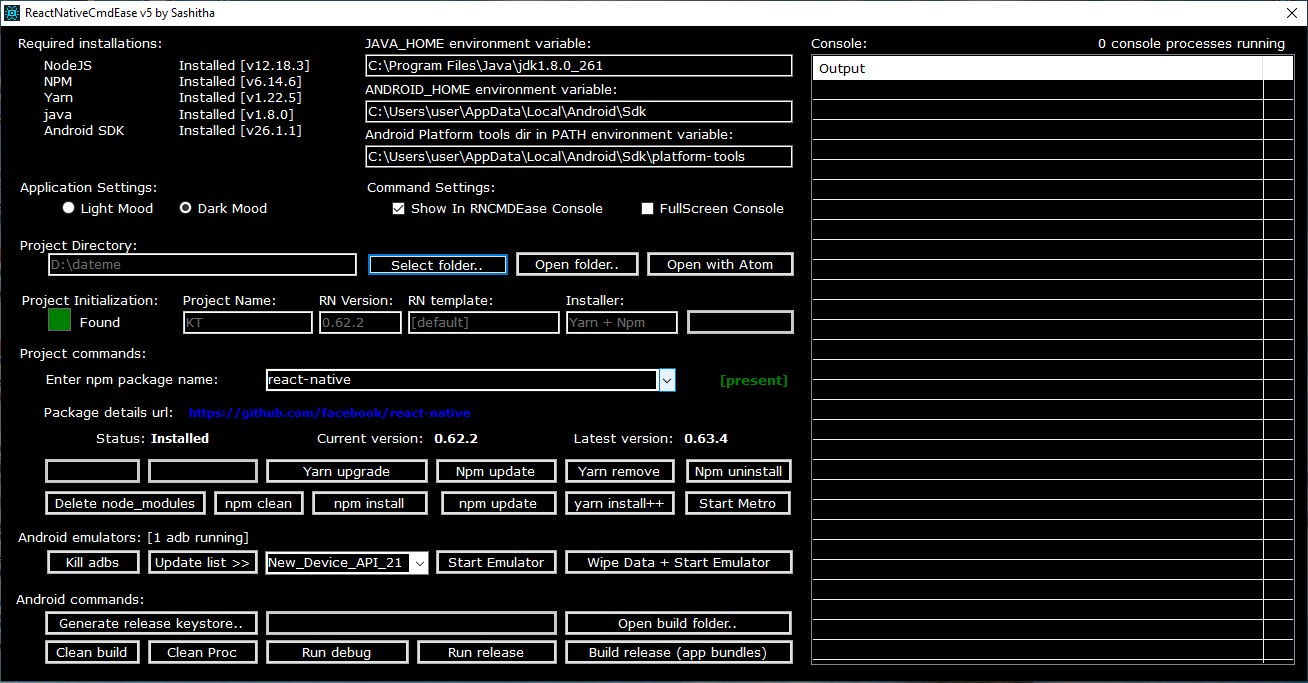 ReactNativeCmdEase v5 by Sashitha
Required installations:
NodeJS Installed [v12.18.3]
NPM Installed [v6.14.6]
Yarn Installed [v1.22.5]
java Installed [v1.8.0]
Android SDK Installed [v26.1.1]
JAVA_HOME environment variable:
C:\Program Files\Java\jdk1.8.0_261
ANDROID_HOME environment variable:
C:\Users\user\AppData\Local\Android\Sdk
Android Platform tools dir in PATH environment variable:
C:\Users\user\AppData\Local\Android\Sdk\platform-tools
Application Settings:
Light Mood Dark Mood
Command Settings:
Show In RNCMDEase Console FullScreen Console
Project Directory:
D:\dateme Select folder.. Open folder.. Open with Atom
Project Initialization: Project Name: RN Version: RN template: Installer:
Found KT 0.62.2 [default] Yarn + Npm
Project commands:
Enter npm package name: react-native [present]
Package details url: https://github.com/facebook/react-native
Status: Installed Current version: 0.62.2 Latest version: 0.63.4
Yarn upgrade Npm update Yarn remove Npm uninstall
Delete node_modules npm clean npm install npm update yarn install++ Start Metro
Android emulators: [1 adb running]
Kill adbs Update list >> New_Device_API_21 Start Emulator Wipe Data + Start Emulator
Android commands:
Generate release keystore.. Open build folder..
Clean build Clean Proc Run debug Run release Build release (app bundles)
Console: 0 console processes running
Output